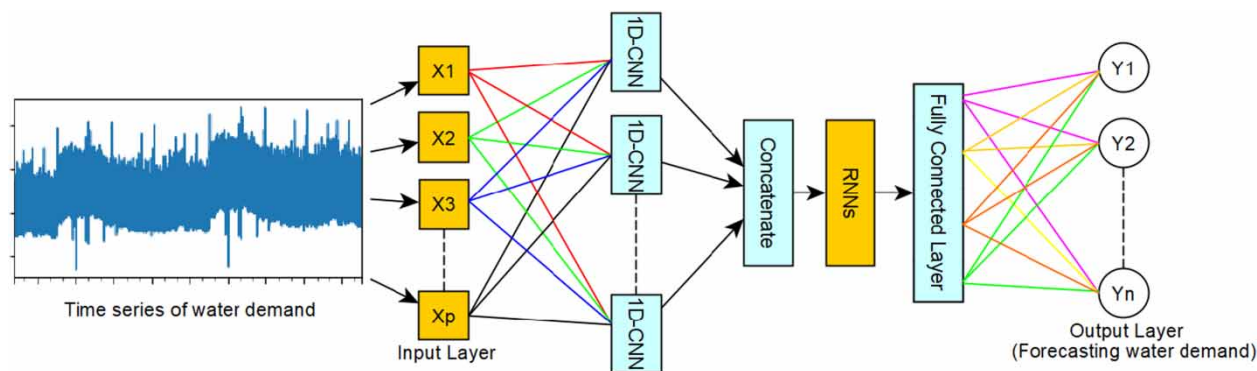 Time series of water demand
X1
X2
X3
Xp
Input Layer
1D-CNN
1D-CNN
1D-CNN
Concatenate
RNNs
Fully Connected Layer
Y1
Y2
Yn
Output Layer
(Forecasting water demand)